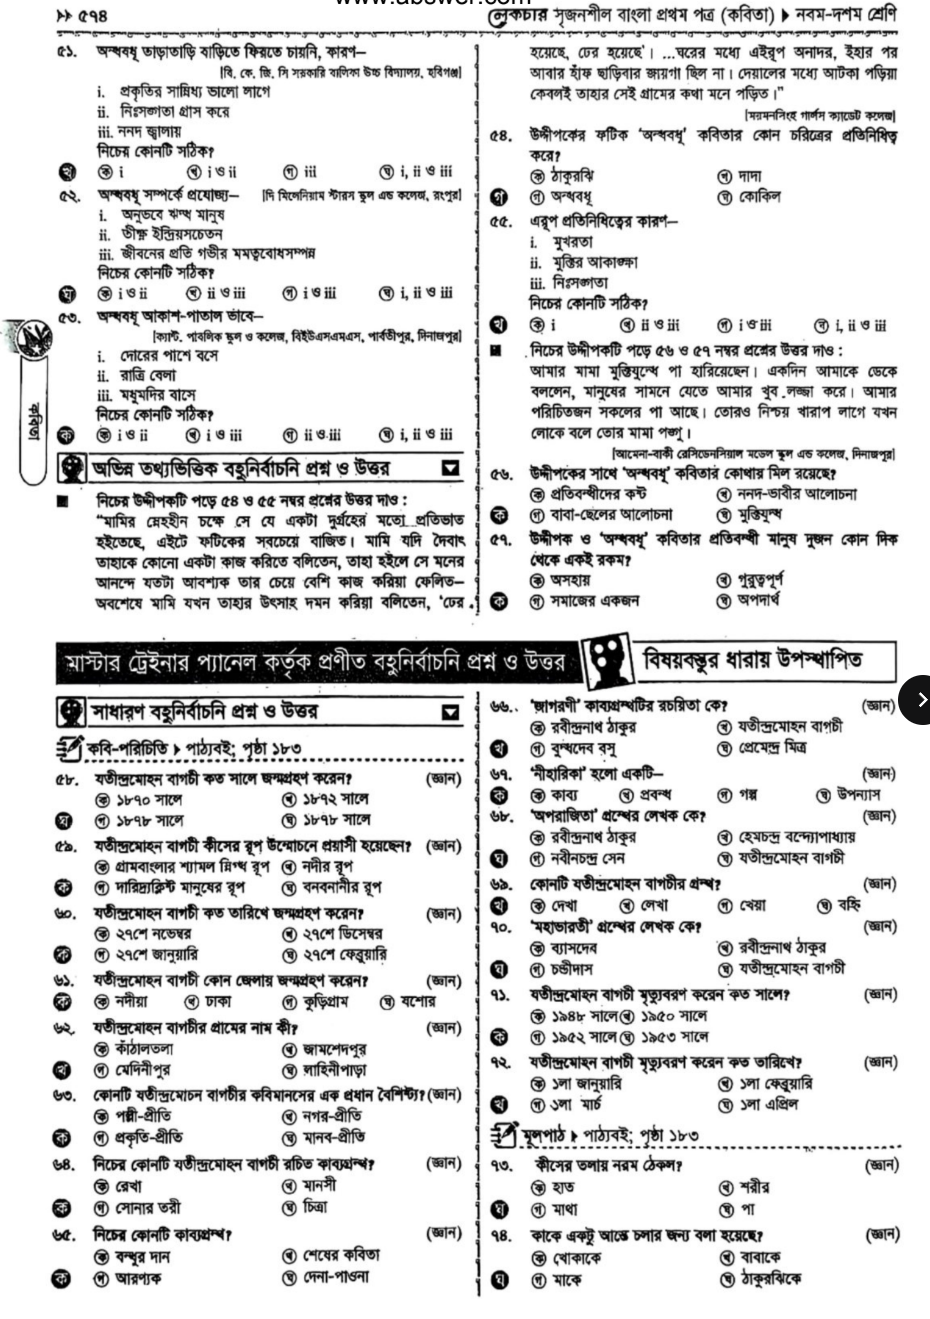 www.abswer.com
▸▸ ৫৭৪
লেকচার সৃজনশীল বাংলা প্রথম পত্র (কবিতা) ▸ নবম-দশম শ্রেণি
৫১. অন্ধবধূ তাড়াতাড়ি বাড়িতে ফিরতে চায়নি, কারণ—
[বি. কে. জি. সি সরকারি বালিকা উচ্চ বিদ্যালয়, হবিগঞ্জ]
i. প্রকৃতির সান্নিধ্য ভালো লাগে
ii. নিঃসঙ্গতা গ্রাস করে
iii. ননদ জ্বালায়
নিচের কোনটি সঠিক?
খ ক i খ i ও ii গ iii ঘ i, ii ও iii
৫২. অন্ধবধূ সম্পর্কে প্রযোজ্য— [দি মিলেনিয়াম স্টারস স্কুল এন্ড কলেজ, রংপুর]
i. অনুভবে ঋদ্ধ মানুষ
ii. তীক্ষ্ণ ইন্দ্রিয়সচেতন
iii. জীবনের প্রতি গভীর মমত্ববোধসম্পন্ন
নিচের কোনটি সঠিক?
ঘ ক i ও ii খ ii ও iii গ i ও iii ঘ i, ii ও iii
৫৩. অন্ধবধূ আকাশ-পাতাল ভাবে—
[ক্যান্ট. পাবলিক স্কুল ও কলেজ, বিইউএসএমএস, পার্বতীপুর, দিনাজপুর]
i. দোরের পাশে বসে
ii. রাত্রি বেলা
iii. মধুমদির বাসে
নিচের কোনটি সঠিক?
ক ক i ও ii খ i ও iii গ ii ও iii ঘ i, ii ও iii
কবিতা
অভিন্ন তথ্যভিত্তিক বহুনির্বাচনি প্রশ্ন ও উত্তর
নিচের উদ্দীপকটি পড়ে ৫৪ ও ৫৫ নম্বর প্রশ্নের উত্তর দাও :
“মামির স্নেহহীন চক্ষে সে যে একটা দুর্গ্রহের মতো প্রতিভাত
হইতেছে, এইটে ফটিকের সবচেয়ে বাজিত। মামি যদি দৈবাৎ
তাহাকে কোনো একটা কাজ করিতে বলিতেন, তাহা হইলে সে মনের
আনন্দে যতটা আবশ্যক তার চেয়ে বেশি কাজ করিয়া ফেলিত—
অবশেষে মামি যখন তাহার উৎসাহ দমন করিয়া বলিতেন, ‘ঢের
হয়েছে, ঢের হয়েছে’। ...ঘরের মধ্যে এইরূপ অনাদর, ইহার পর
আবার হাঁফ ছাড়িবার জায়গা ছিল না। দেয়ালের মধ্যে আটকা পড়িয়া
কেবলই তাহার সেই গ্রামের কথা মনে পড়িত।”
[ময়মনসিংহ গার্লস ক্যাডেট কলেজ]
৫৪. উদ্দীপকের ফটিক ‘অন্ধবধূ’ কবিতার কোন চরিত্রের প্রতিনিধিত্ব
করে?
ক ঠাকুরঝি খ দাদা
গ গ অন্ধবধূ ঘ কোকিল
৫৫. এরূপ প্রতিনিধিত্বের কারণ—
i. মুখরতা
ii. মুক্তির আকাঙ্ক্ষা
iii. নিঃসঙ্গতা
নিচের কোনটি সঠিক?
খ ক i খ ii ও iii গ i ও iii ঘ i, ii ও iii
নিচের উদ্দীপকটি পড়ে ৫৬ ও ৫৭ নম্বর প্রশ্নের উত্তর দাও :
আমার মামা মুক্তিযুদ্ধে পা হারিয়েছেন। একদিন আমাকে ডেকে
বললেন, মানুষের সামনে যেতে আমার খুব লজ্জা করে। আমার
পরিচিতজন সকলের পা আছে। তোরও নিশ্চয় খারাপ লাগে যখন
লোকে বলে তোর মামা পঙ্গু।
[আমেনা-বাকী রেসিডেনসিয়াল মডেল স্কুল এন্ড কলেজ, দিনাজপুর]
৫৬. উদ্দীপকের সাথে ‘অন্ধবধূ’ কবিতার কোথায় মিল রয়েছে?
ক প্রতিবন্ধীদের কষ্ট খ ননদ-ভাবীর আলোচনা
ক গ বাবা-ছেলের আলোচনা ঘ মুক্তিযুদ্ধ
৫৭. উদ্দীপক ও ‘অন্ধবধূ’ কবিতার প্রতিবন্ধী মানুষ দুজন কোন দিক
থেকে একই রকম?
ক অসহায় খ গুরুত্বপূর্ণ
ক গ সমাজের একজন ঘ অপদার্থ
মাস্টার ট্রেইনার প্যানেল কর্তৃক প্রণীত বহুনির্বাচনি প্রশ্ন ও উত্তর
বিষয়বস্তুর ধারায় উপস্থাপিত
সাধারণ বহুনির্বাচনি প্রশ্ন ও উত্তর
কবি-পরিচিতি ▸ পাঠ্যবই; পৃষ্ঠা ১৮৩
৫৮. যতীন্দ্রমোহন বাগচী কত সালে জন্মগ্রহণ করেন? (জ্ঞান)
ক ১৮৭০ সালে খ ১৮৭২ সালে
ঘ গ ১৮৭৮ সালে ঘ ১৮৭৮ সালে
৫৯. যতীন্দ্রমোহন বাগচী কীসের রূপ উন্মোচনে প্রয়াসী হয়েছেন? (জ্ঞান)
ক গ্রামবাংলার শ্যামল স্নিগ্ধ রূপ খ নদীর রূপ
ক গ দারিদ্র্যক্লিষ্ট মানুষের রূপ ঘ বনবনানীর রূপ
৬০. যতীন্দ্রমোহন বাগচী কত তারিখে জন্মগ্রহণ করেন? (জ্ঞান)
ক ২৭শে নভেম্বর খ ২৭শে ডিসেম্বর
ক গ ২৭শে জানুয়ারি ঘ ২৭শে ফেব্রুয়ারি
৬১. যতীন্দ্রমোহন বাগচী কোন জেলায় জন্মগ্রহণ করেন? (জ্ঞান)
ক ক নদীয়া খ ঢাকা গ কুড়িগ্রাম ঘ যশোর
৬২. যতীন্দ্রমোহন বাগচীর গ্রামের নাম কী? (জ্ঞান)
ক কাঁঠালতলা খ জামশেদপুর
খ গ মেদিনীপুর ঘ লাহিনীপাড়া
৬৩. কোনটি যতীন্দ্রমোহন বাগচীর কবিমানসের এক প্রধান বৈশিষ্ট্য? (জ্ঞান)
ক পল্লী-প্রীতি খ নগর-প্রীতি
ক গ প্রকৃতি-প্রীতি ঘ মানব-প্রীতি
৬৪. নিচের কোনটি যতীন্দ্রমোহন বাগচী রচিত কাব্যগ্রন্থ? (জ্ঞান)
ক রেখা খ মানসী
ক গ সোনার তরী ঘ চিত্রা
৬৫. নিচের কোনটি কাব্যগ্রন্থ? (জ্ঞান)
ক বন্ধুর দান খ শেষের কবিতা
ক গ আরণ্যক ঘ দেনা-পাওনা
৬৬. ‘জাগরণী’ কাব্যগ্রন্থটির রচয়িতা কে? (জ্ঞান)
ক রবীন্দ্রনাথ ঠাকুর খ যতীন্দ্রমোহন বাগচী
খ গ বুদ্ধদেব বসু ঘ প্রেমেন্দ্র মিত্র
৬৭. ‘নীহারিকা’ হলো একটি— (জ্ঞান)
ক ক কাব্য খ প্রবন্ধ গ গল্প ঘ উপন্যাস
৬৮. ‘অপরাজিতা’ গ্রন্থের লেখক কে? (জ্ঞান)
ক রবীন্দ্রনাথ ঠাকুর খ হেমচন্দ্র বন্দ্যোপাধ্যায়
ঘ গ নবীনচন্দ্র সেন ঘ যতীন্দ্রমোহন বাগচী
৬৯. কোনটি যতীন্দ্রমোহন বাগচীর গ্রন্থ? (জ্ঞান)
খ ক দেখা খ লেখা গ খেয়া ঘ বহ্নি
৭০. ‘মহাভারতী’ গ্রন্থের লেখক কে? (জ্ঞান)
ক ব্যাসদেব খ রবীন্দ্রনাথ ঠাকুর
ঘ গ চণ্ডীদাস ঘ যতীন্দ্রমোহন বাগচী
৭১. যতীন্দ্রমোহন বাগচী মৃত্যুবরণ করেন কত সালে? (জ্ঞান)
ক ১৯৪৮ সালে খ ১৯৫০ সালে
ক গ ১৯৫২ সালে ঘ ১৯৫৩ সালে
৭২. যতীন্দ্রমোহন বাগচী মৃত্যুবরণ করেন কত তারিখে? (জ্ঞান)
ক ১লা জানুয়ারি খ ১লা ফেব্রুয়ারি
খ গ ১লা মার্চ ঘ ১লা এপ্রিল
মূলপাঠ ▸ পাঠ্যবই; পৃষ্ঠা ১৮৩
৭৩. কীসের তলায় নরম ঠেকল? (জ্ঞান)
ক হাত খ শরীর
ঘ গ মাথা ঘ পা
৭৪. কাকে একটু আস্তে চলার জন্য বলা হয়েছে? (জ্ঞান)
ক খোকাকে খ বাবাকে
ঘ গ মাকে ঘ ঠাকুরঝিকে